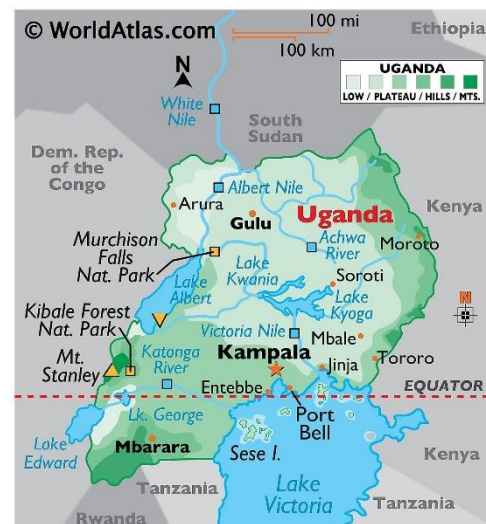 © WorldAtlas.com
100 mi
100 km
Ethiopia
UGANDA
LOW / PLATEAU / HILLS / MTS.
N
White
Nile
South
Sudan
Dem. Rep.
of the
Congo
Albert Nile
Arura
Gulu
Uganda
Kenya
Achwa
River
Moroto
Murchison
Falls
Nat. Park
Lake
Kwania
Soroti
Lake
Albert
Lake
Kyoga
N
Kibale Forest
Nat. Park
Victoria Nile
Mbale
Mt.
Stanley
Katonga
River
Kampala
Jinja
Tororo
Entebbe
EQUATOR
Lk. George
Port
Bell
Lake
Edward
Mbarara
Sese I.
Kenya
Tanzania
Lake
Victoria
Tanzania
Rwanda